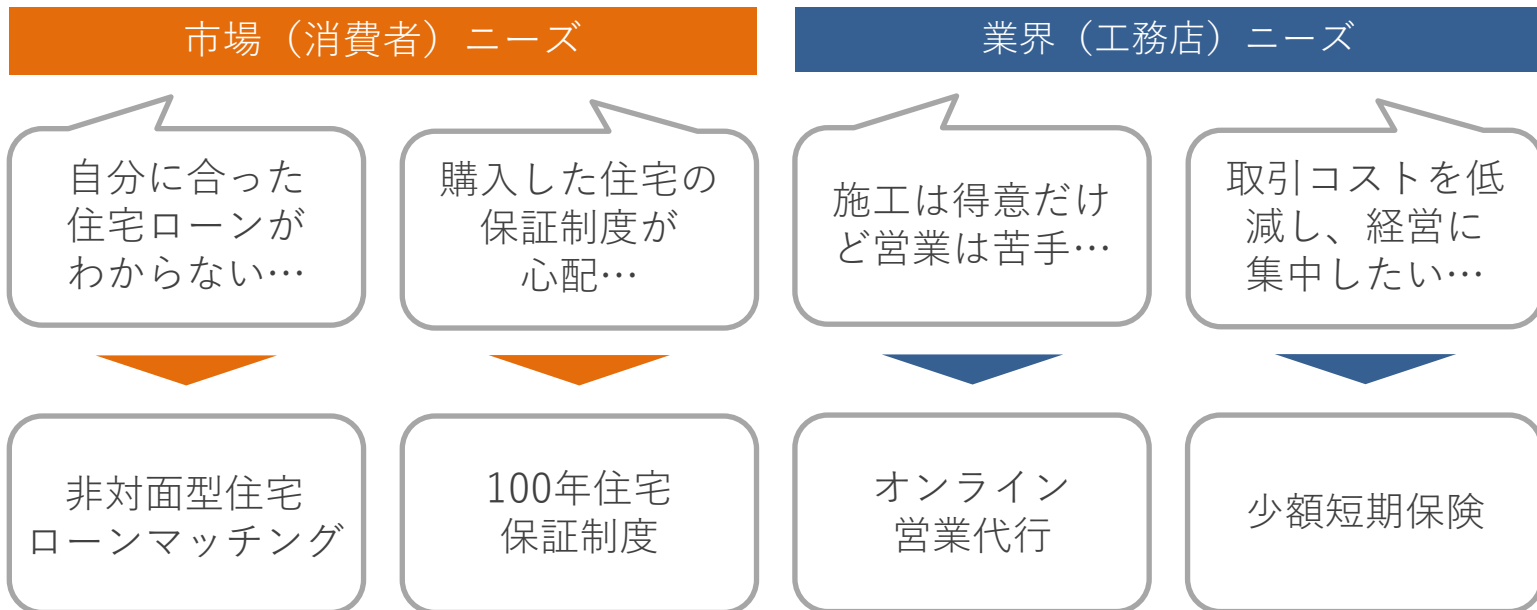 市場（消費者）ニーズ
業界（工務店）ニーズ
自分に合った
住宅ローンが
わからない…
購入した住宅の
保証制度が
心配…
施工は得意だけ
ど営業は苦手…
取引コストを低
減し、経営に
集中したい…
非対面型住宅
ローンマッチング
100年住宅
保証制度
オンライン
営業代行
少額短期保険